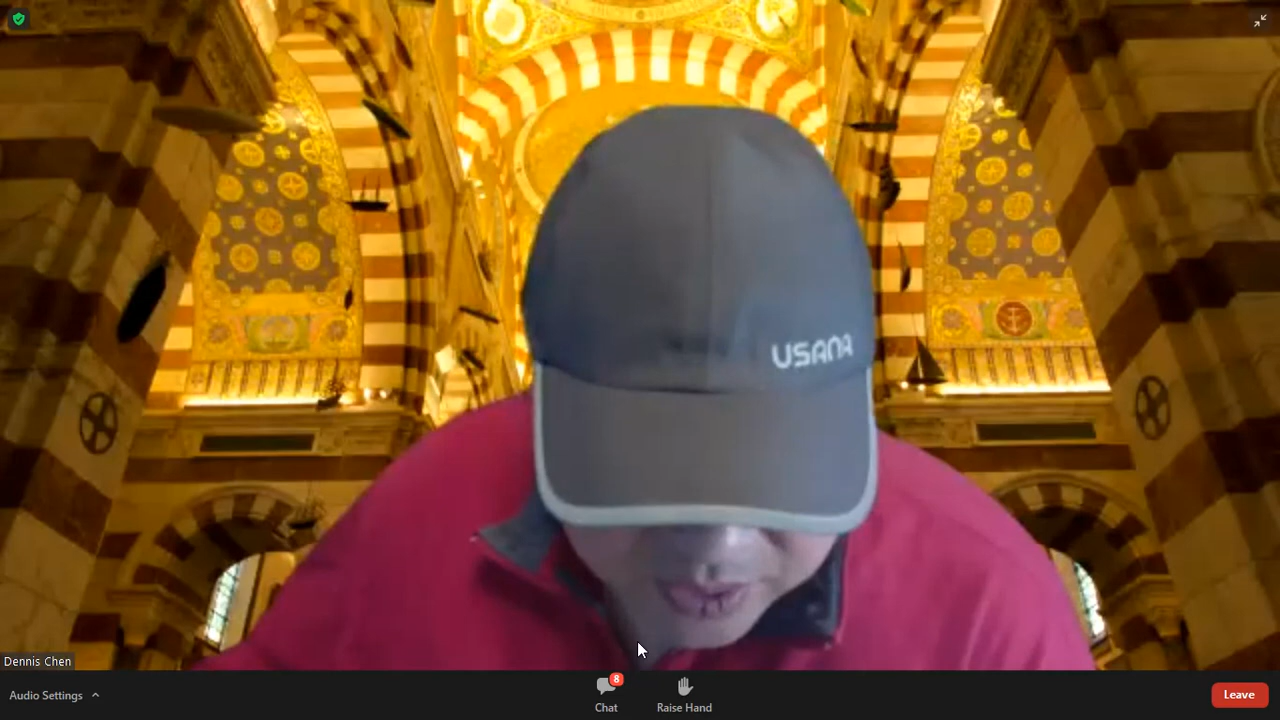 USANA
Dennis Chen
Audio Settings
8
Chat
Raise Hand
Leave